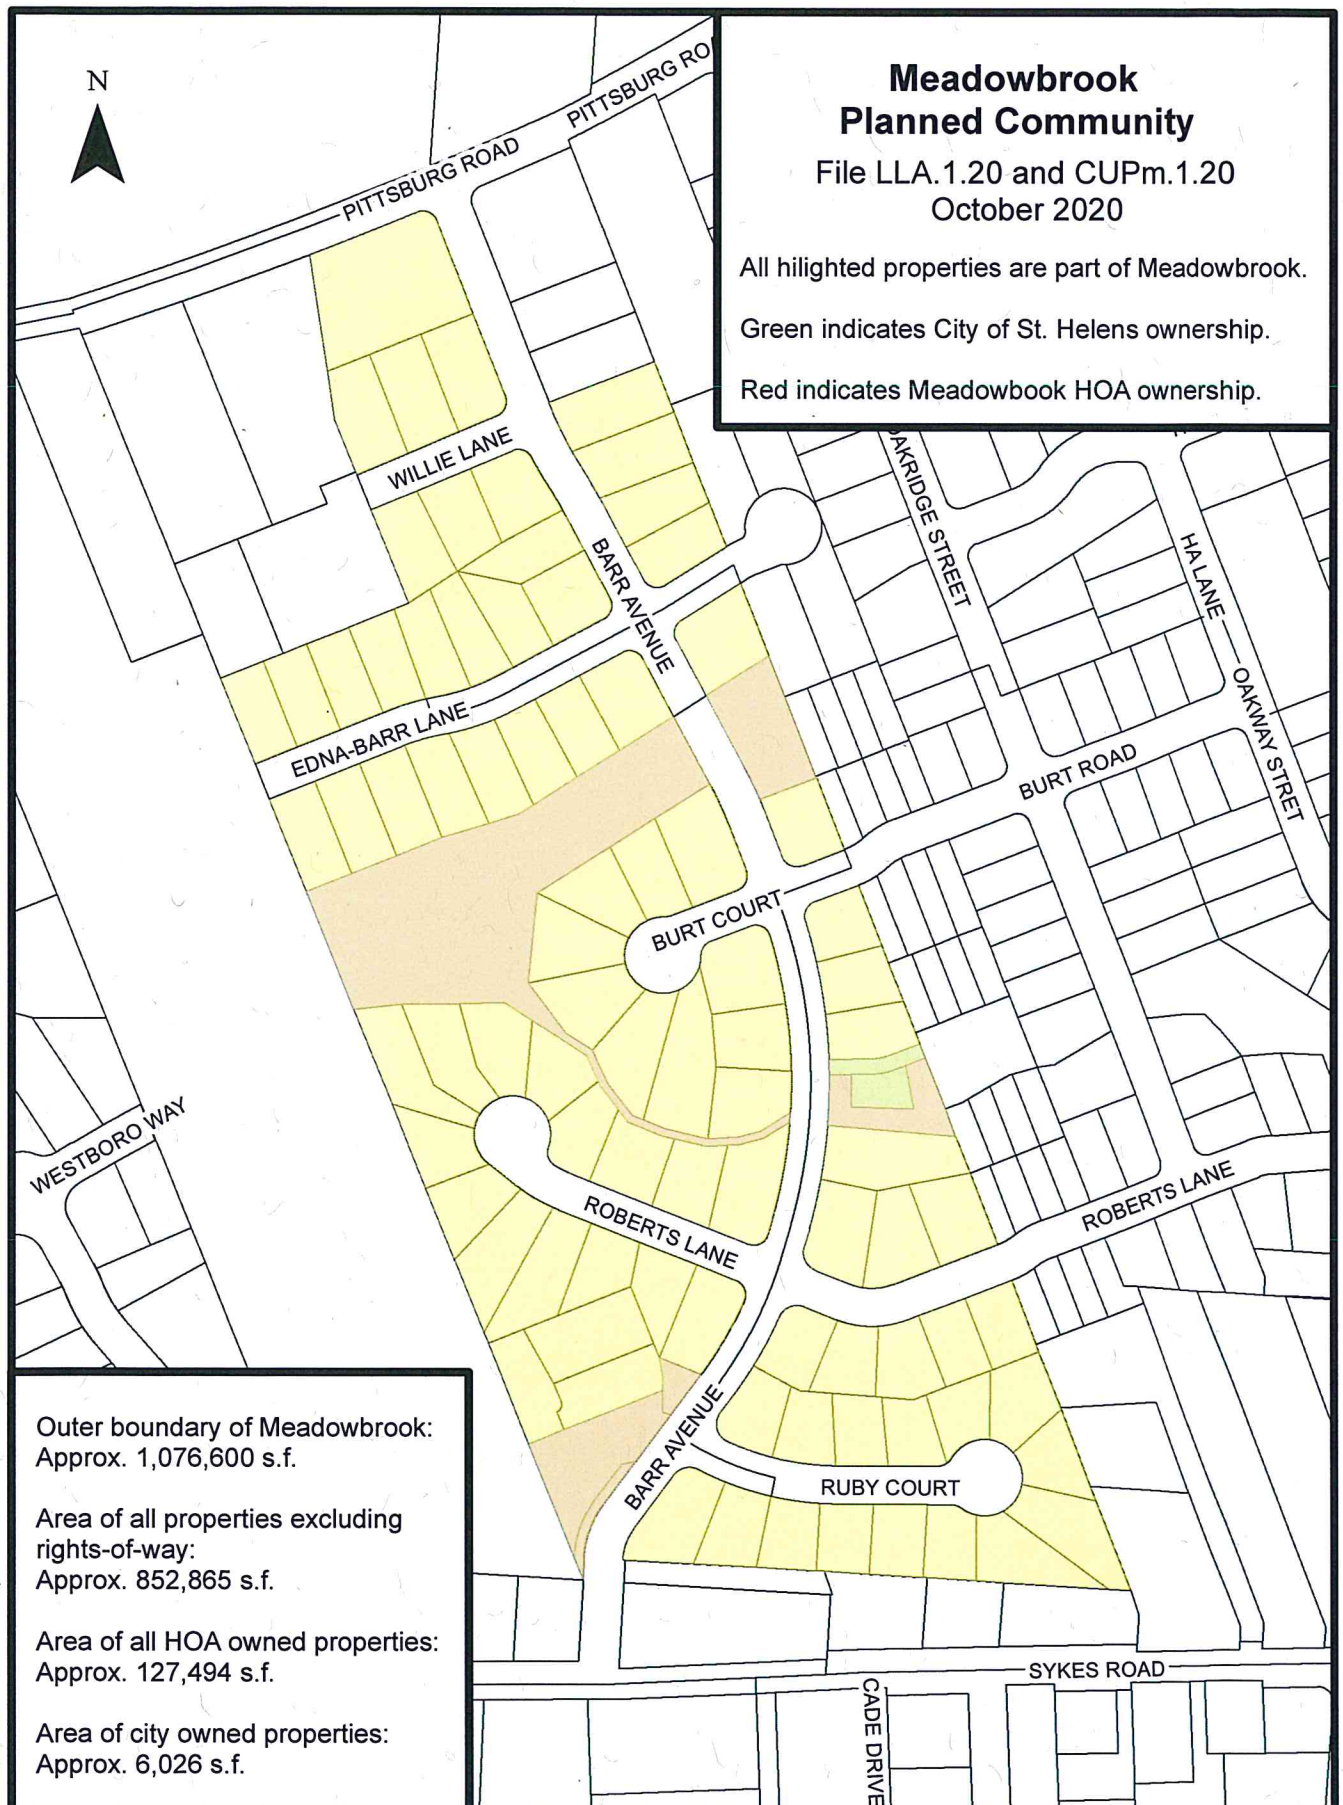 N
PITTSBURG ROAD
PITTSBURG RO
Meadowbrook
Planned Community
File LLA.1.20 and CUPm.1.20
October 2020
All hilighted properties are part of Meadowbrook.
Green indicates City of St. Helens ownership.
Red indicates Meadowbook HOA ownership.
WILLIE LANE
BARR AVENUE
OAKRIDGE STREET
HA LANE
OAKWAY STRET
EDNA-BARR LANE
BURT ROAD
BURT COURT
WESTBORO WAY
ROBERTS LANE
ROBERTS LANE
BARR AVENUE
RUBY COURT
SYKES ROAD
CADE DRIVE
Outer boundary of Meadowbrook:
Approx. 1,076,600 s.f.
Area of all properties excluding
rights-of-way:
Approx. 852,865 s.f.
Area of all HOA owned properties:
Approx. 127,494 s.f.
Area of city owned properties:
Approx. 6,026 s.f.